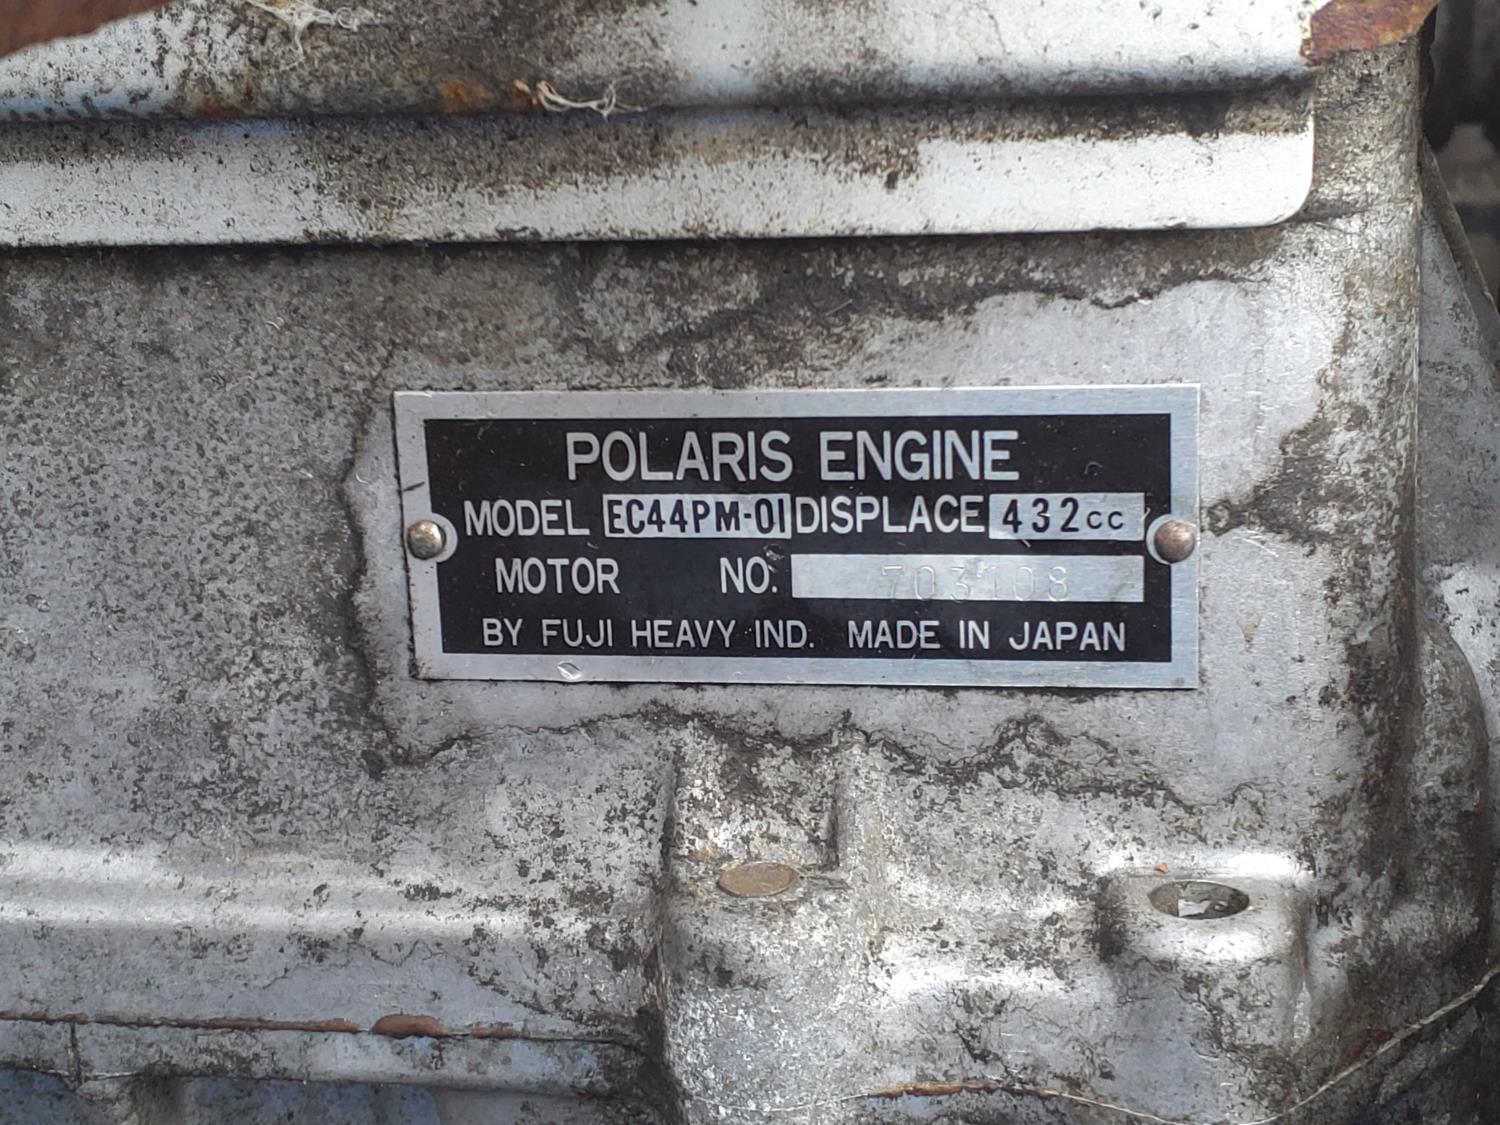 POLARIS ENGINE
MODEL EC44PM-01 DISPLACE 432cc
MOTOR NO. 703108
BY FUJI HEAVY IND. MADE IN JAPAN